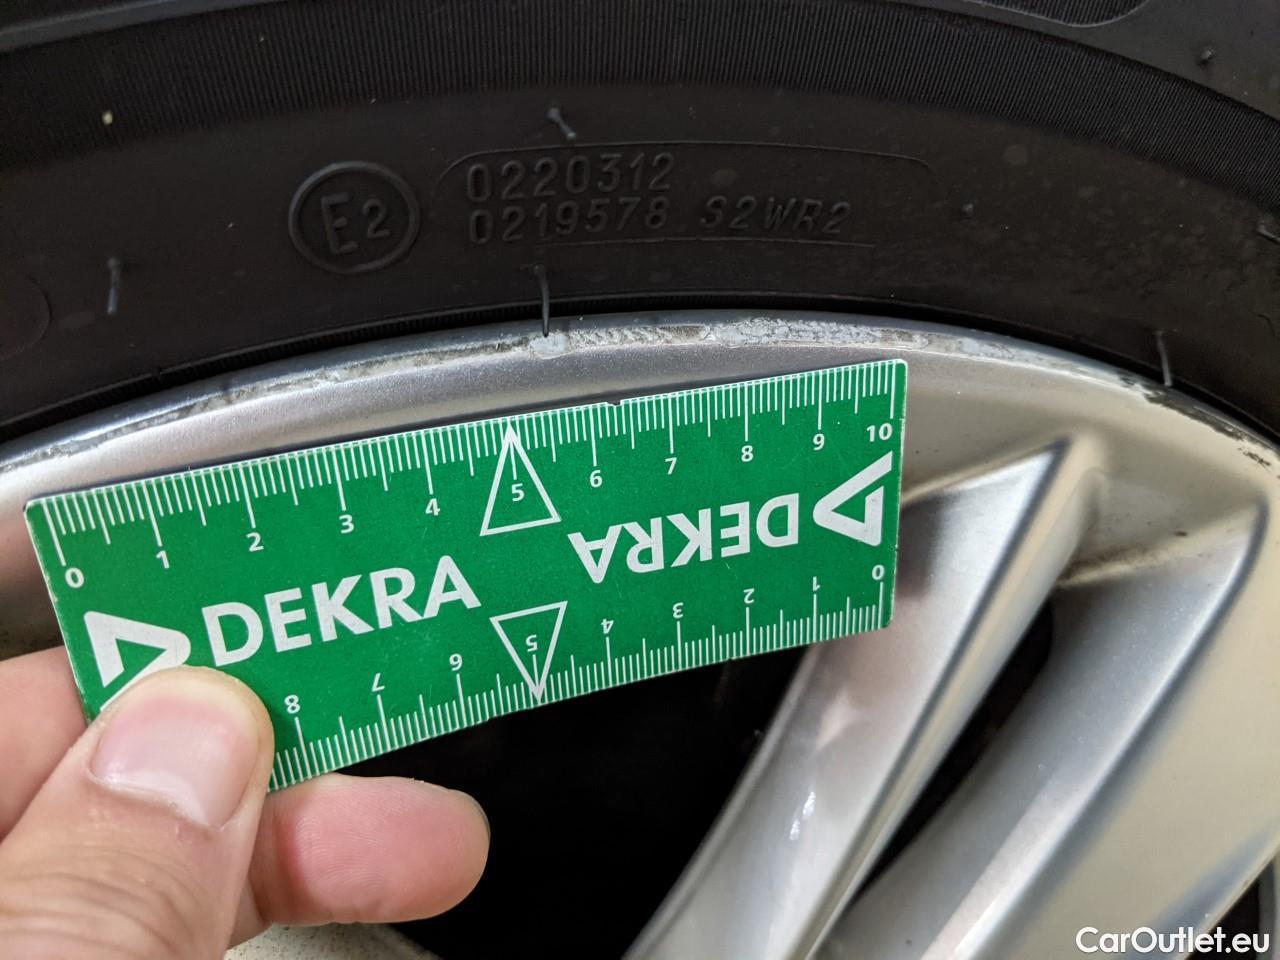 E2
0220312
0219578 S2WR2
0 1 2 3 4 5 6 7 8 9 10
DEKRA
DEKRA
8 7 6 5 4 3 2 1 0
CarOutlet.eu